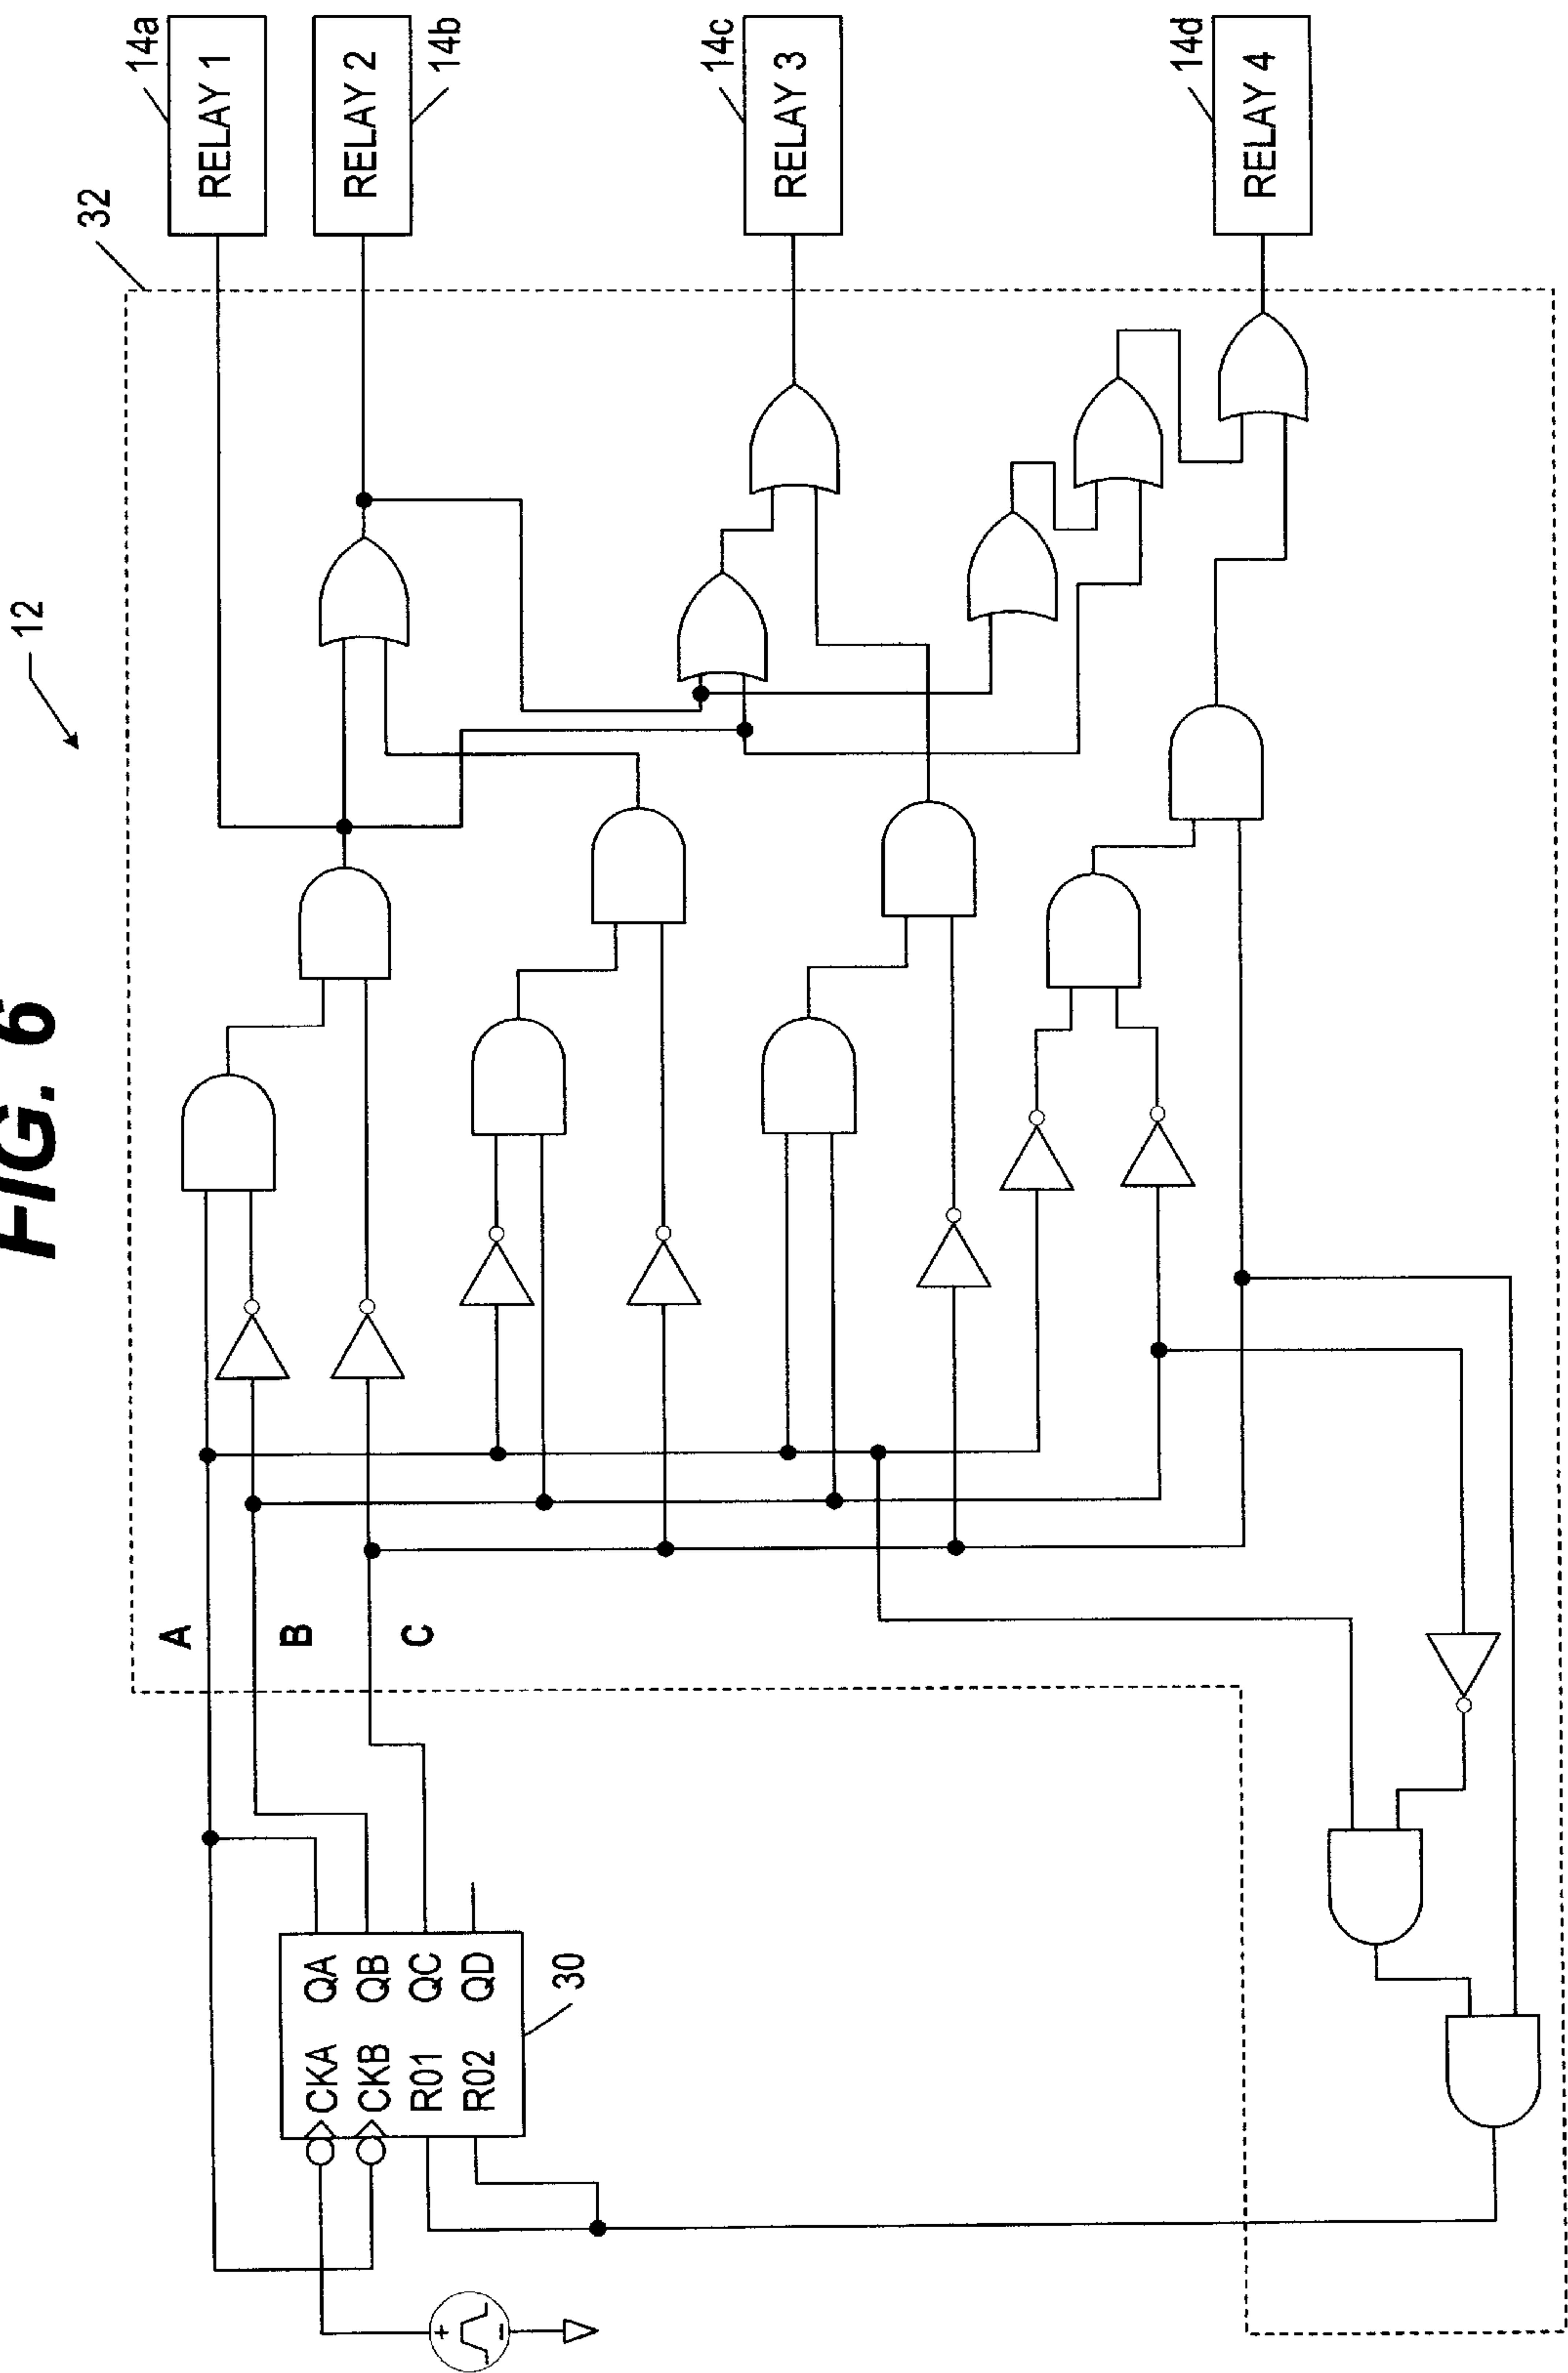 FIG. 6
12
32
14a
RELAY 1
RELAY 2
14b
14c
RELAY 3
14d
RELAY 4
A
B
C
CKA QA
CKB QB
R01 QC
R02 QD
30
+
-